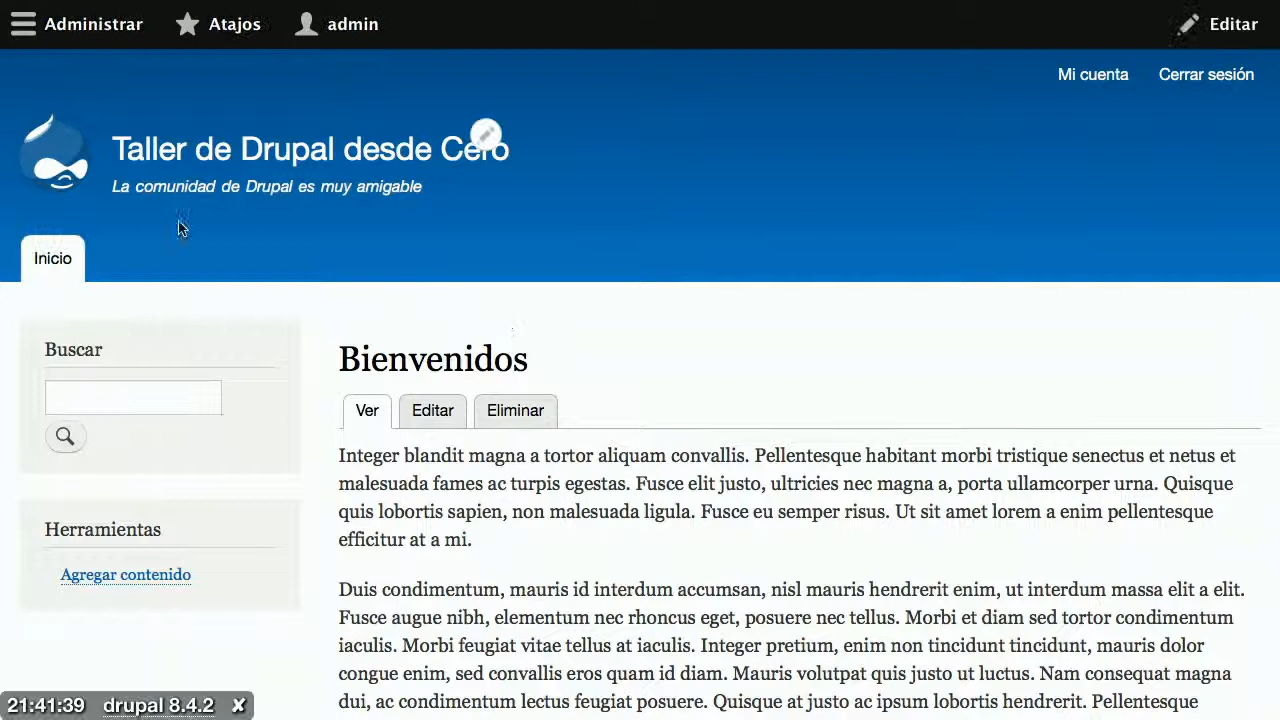 Administrar Atajos admin Editar
Mi cuenta Cerrar sesión
Taller de Drupal desde Cero
La comunidad de Drupal es muy amigable
Inicio
Buscar
Herramientas
Agregar contenido
Bienvenidos
Ver Editar Eliminar
Integer blandit magna a tortor aliquam convallis. Pellentesque habitant morbi tristique senectus et netus et
malesuada fames ac turpis egestas. Fusce elit justo, ultricies nec magna a, porta ullamcorper urna. Quisque
quis lobortis sapien, non malesuada ligula. Fusce eu semper risus. Ut sit amet lorem a enim pellentesque
efficitur at a mi.
Duis condimentum, mauris id interdum accumsan, nisl mauris hendrerit enim, ut interdum massa elit a elit.
Fusce augue nibh, elementum nec rhoncus eget, posuere nec tellus. Morbi et diam sed tortor condimentum
iaculis. Morbi feugiat vitae tellus at iaculis. Integer pretium, enim non tincidunt tincidunt, mauris dolor
congue enim, sed convallis eros quam id diam. Mauris volutpat quis justo ut luctus. Nam consequat magna
dui, ac condimentum lectus feugiat posuere. Quisque at justo ac ipsum lobortis hendrerit. Pellentesque
21:41:39 drupal 8.4.2 ✘